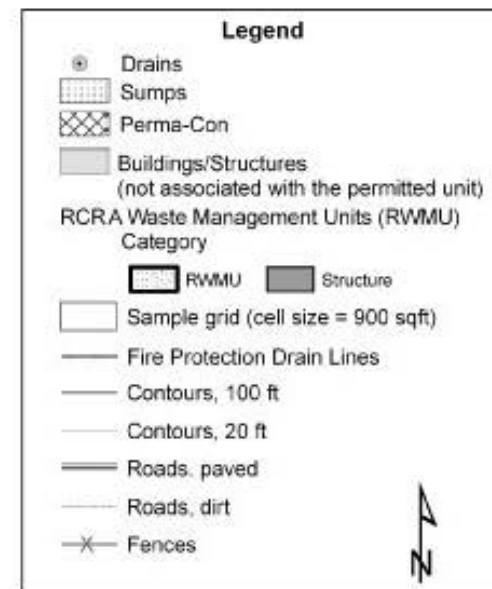 Legend
Drains
Sumps
Perma-Con
Buildings/Structures
(not associated with the permitted unit)
RCRA Waste Management Units (RWMU)
Category
RWMU Structure
Sample grid (cell size = 900 sqft)
Fire Protection Drain Lines
Contours, 100 ft
Contours, 20 ft
Roads. paved
Roads, dirt
Fences
N